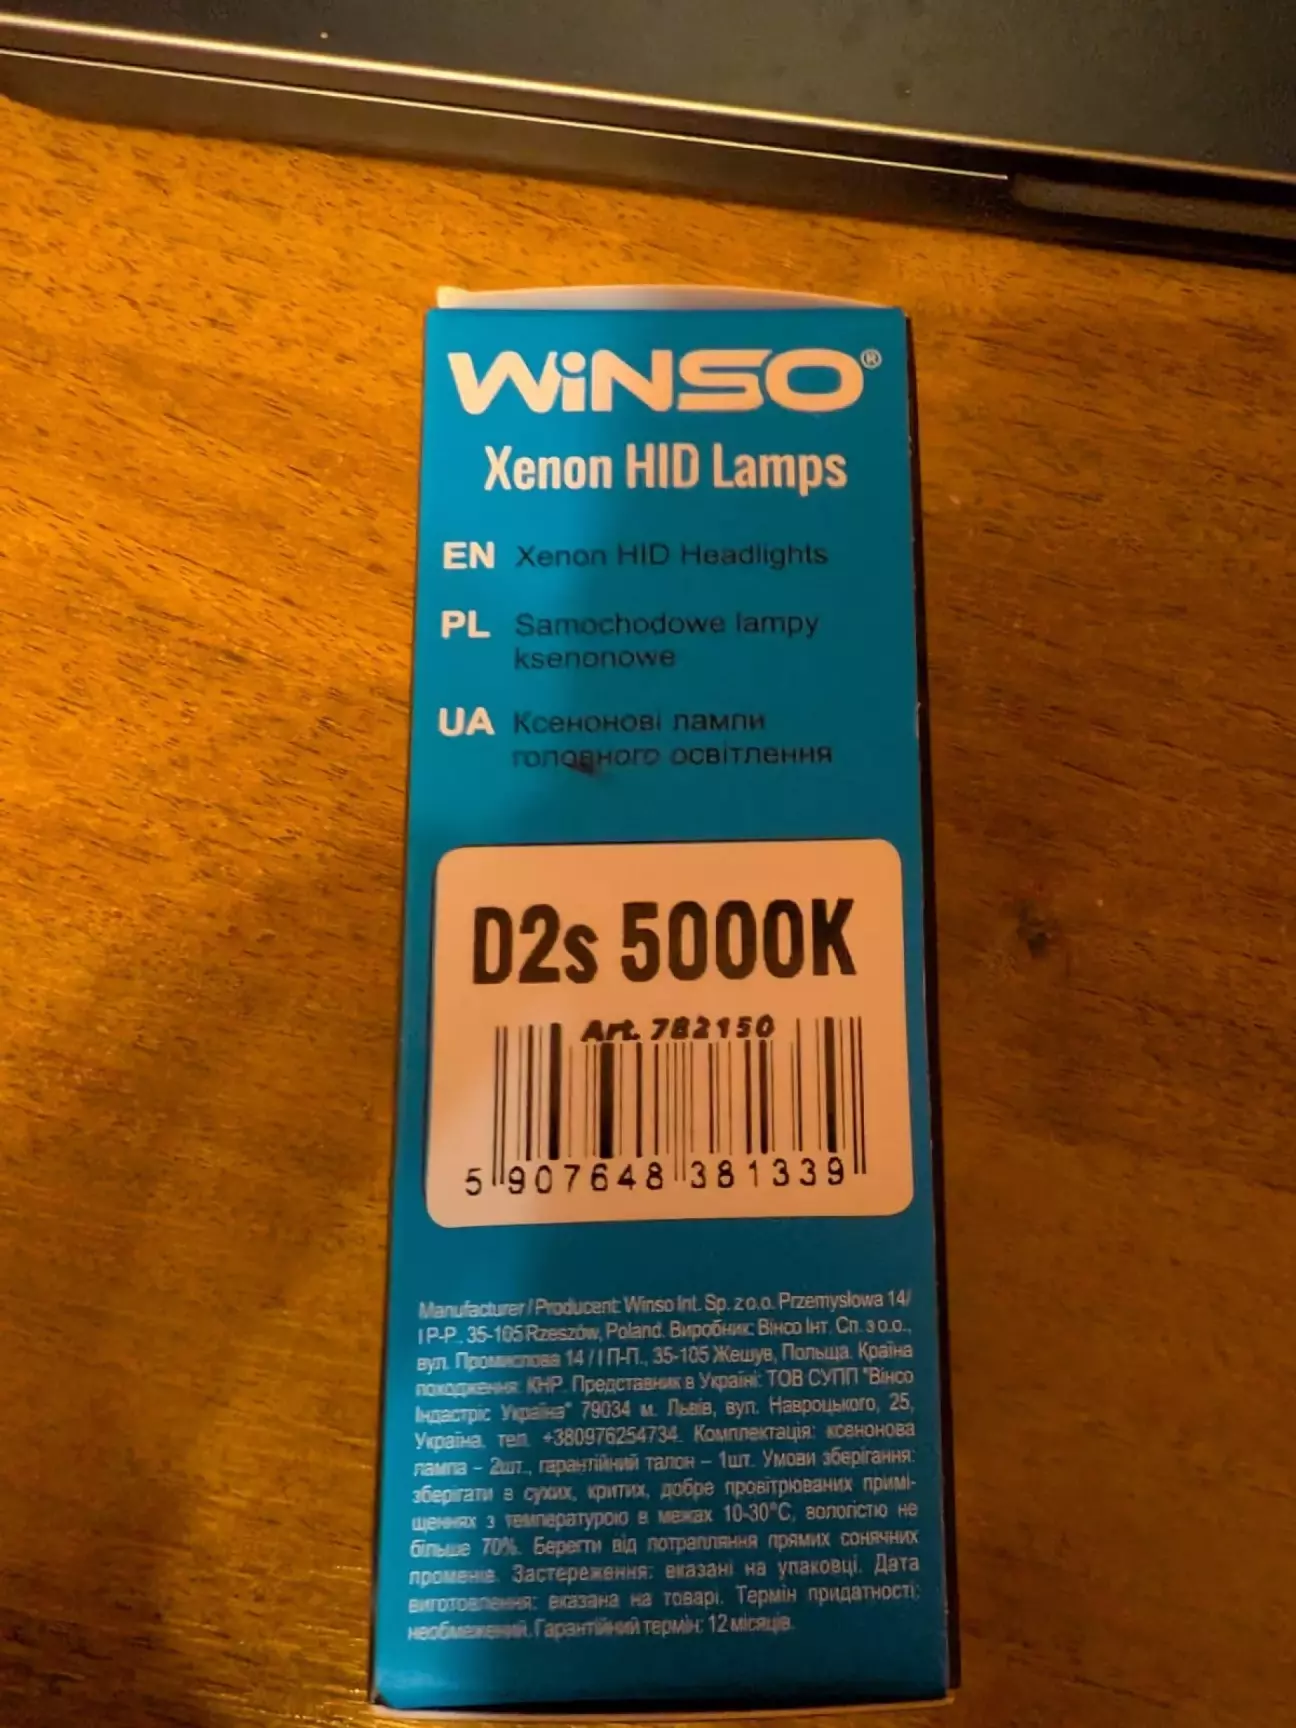 WiNSO®
Xenon HID Lamps
EN Xenon HID Headlights
PL Samochodowe lampy
ksenonowe
UA Ксенонові лампи
головного освітлення
D2s 5000K
Art. 782150
5 907648 381339
Manufacturer / Producent: Winso Int. Sp. z o.o. Przemysłowa 14/
I P-P., 35-105 Rzeszów, Poland. Виробник: Вінсо Інт. Сп. з о.о.,
вул. Промислова 14 / І П-П., 35-105 Жешув, Польща. Країна
походження: КНР. Представник в Україні: ТОВ СУПП "Вінсо
Індастріс Україна" 79034 м. Львів, вул. Навроцького, 25,
Україна. тел. +380976254734. Комплектація: ксенонова
лампа – 2шт., гарантійний талон – 1шт. Умови зберігання:
зберігати в сухих, критих, добре провітрюваних примі-
щеннях з температурою в межах 10-30°С, вологістю не
більше 70%. Берегти від потрапляння прямих сонячних
променів. Застереження: вказані на упаковці. Дата
виготовлення: вказана на товарі. Термін придатності:
необмежений. Гарантійний термін: 12 місяців.